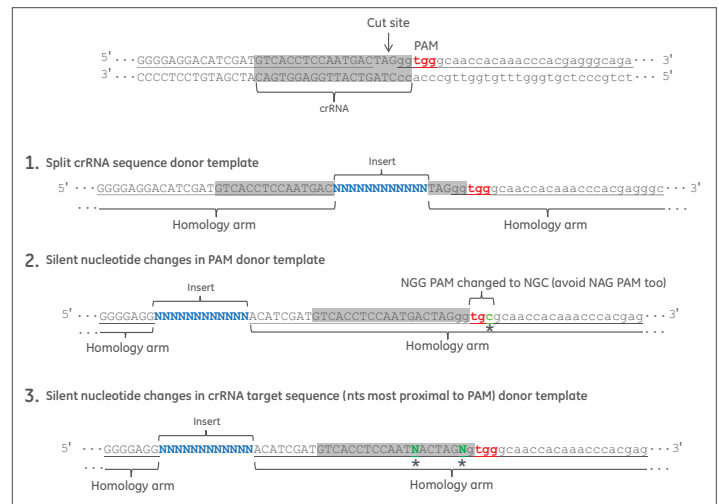 Cut site
PAM
5' ···GGGGAGGACATCGATGTCACCTCCAATGACTAGggtgggcaaccacaaacccacgagggcaga··· 3'
3' ···CCCCTCCTGTAGCTACAGTGGAGGTTACTGATCccacccgttggtgtttgggtgctcccgtct··· 5'
crRNA
1. Split crRNA sequence donor template
Insert
5' ···GGGGAGGACATCGATGTCACCTCCAATGACNNNNNNNNNNNNTAGggtgggcaaccacaaacccacgagggc··· 3'
··· ···
Homology arm Homology arm
2. Silent nucleotide changes in PAM donor template
NGG PAM changed to NGC (avoid NAG PAM too)
Insert
5' ···GGGGAGGNNNNNNNNNNNNACATCGATGTCACCTCCAATGACTAGggtgcgcaaccacaaacccacgag··· 3'
··· * ···
Homology arm Homology arm
3. Silent nucleotide changes in crRNA target sequence (nts most proximal to PAM) donor template
Insert
5' ···GGGGAGGNNNNNNNNNNNNACATCGATGTCACCTCCAATNACTAGNgtgggcaaccacaaacccacgag···3'
··· * * ···
Homology arm Homology arm